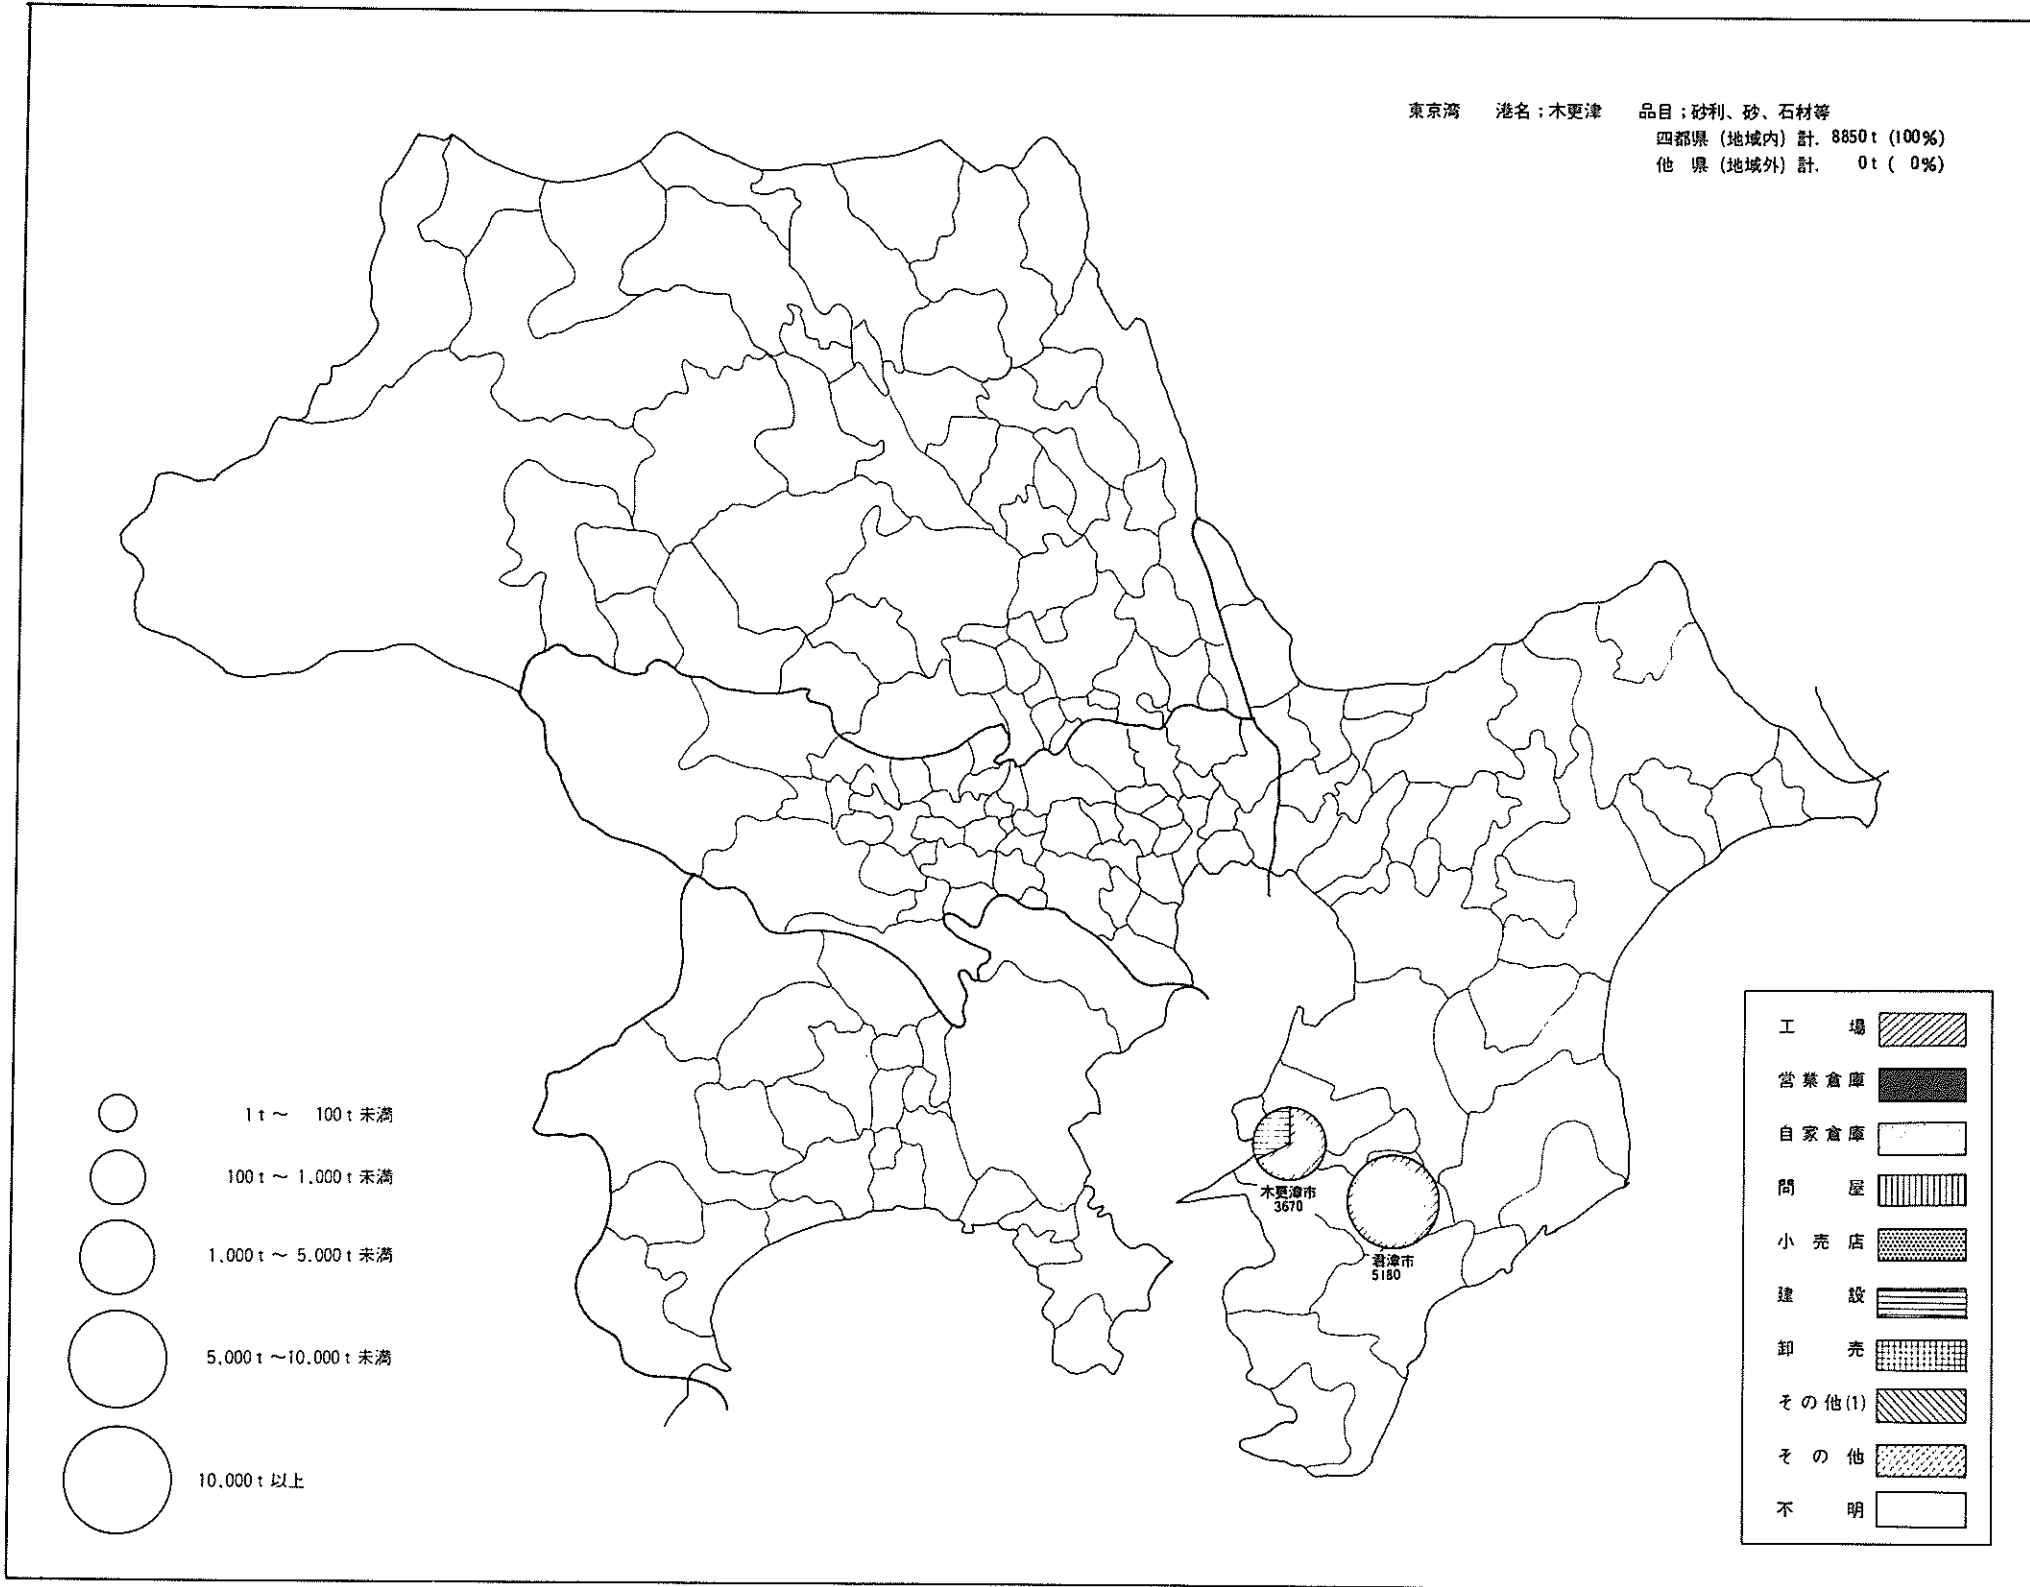 東京湾 港名;木更津 品目;砂利、砂、石材等
四都県 (地域内) 計. 8850t (100%)
他 県 (地域外) 計. 0t ( 0%)
木更津市
3670
君津市
5180
1t～ 100t未満
100t～1,000t未満
1,000t～5,000t未満
5,000t～10,000t未満
10,000t以上
工 場
営業倉庫
自家倉庫
問 屋
小売店
建 設
卸 売
その他(1)
その他
不 明